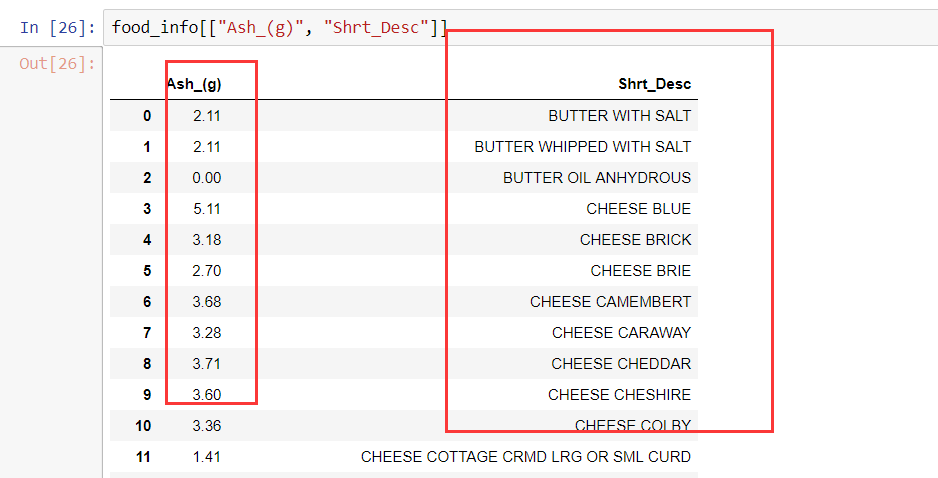 In [26]: food_info[["Ash_(g)", "Shrt_Desc"]]
Out[26]:
Ash_(g) Shrt_Desc
0 2.11 BUTTER WITH SALT
1 2.11 BUTTER WHIPPED WITH SALT
2 0.00 BUTTER OIL ANHYDROUS
3 5.11 CHEESE BLUE
4 3.18 CHEESE BRICK
5 2.70 CHEESE BRIE
6 3.68 CHEESE CAMEMBERT
7 3.28 CHEESE CARAWAY
8 3.71 CHEESE CHEDDAR
9 3.60 CHEESE CHESHIRE
10 3.36 CHEESE COLBY
11 1.41 CHEESE COTTAGE CRMD LRG OR SML CURD